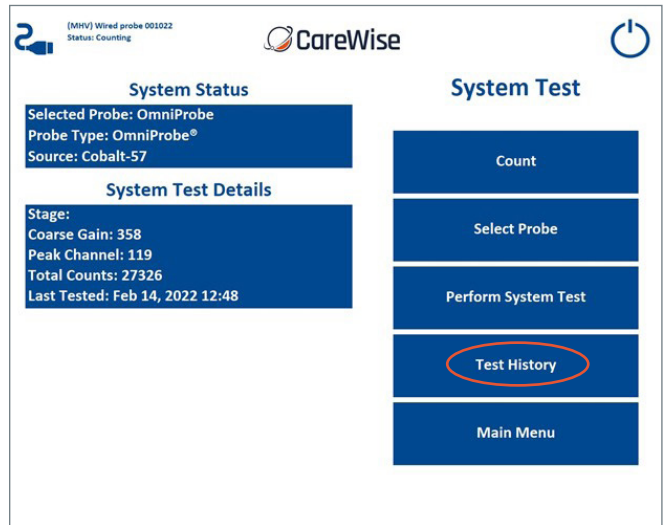 (MHV) Wired probe 001022
Status: Counting
CareWise
System Status
Selected Probe: OmniProbe
Probe Type: OmniProbe®
Source: Cobalt-57
System Test Details
Stage:
Coarse Gain: 358
Peak Channel: 119
Total Counts: 27326
Last Tested: Feb 14, 2022 12:48
System Test
Count
Select Probe
Perform System Test
Test History
Main Menu